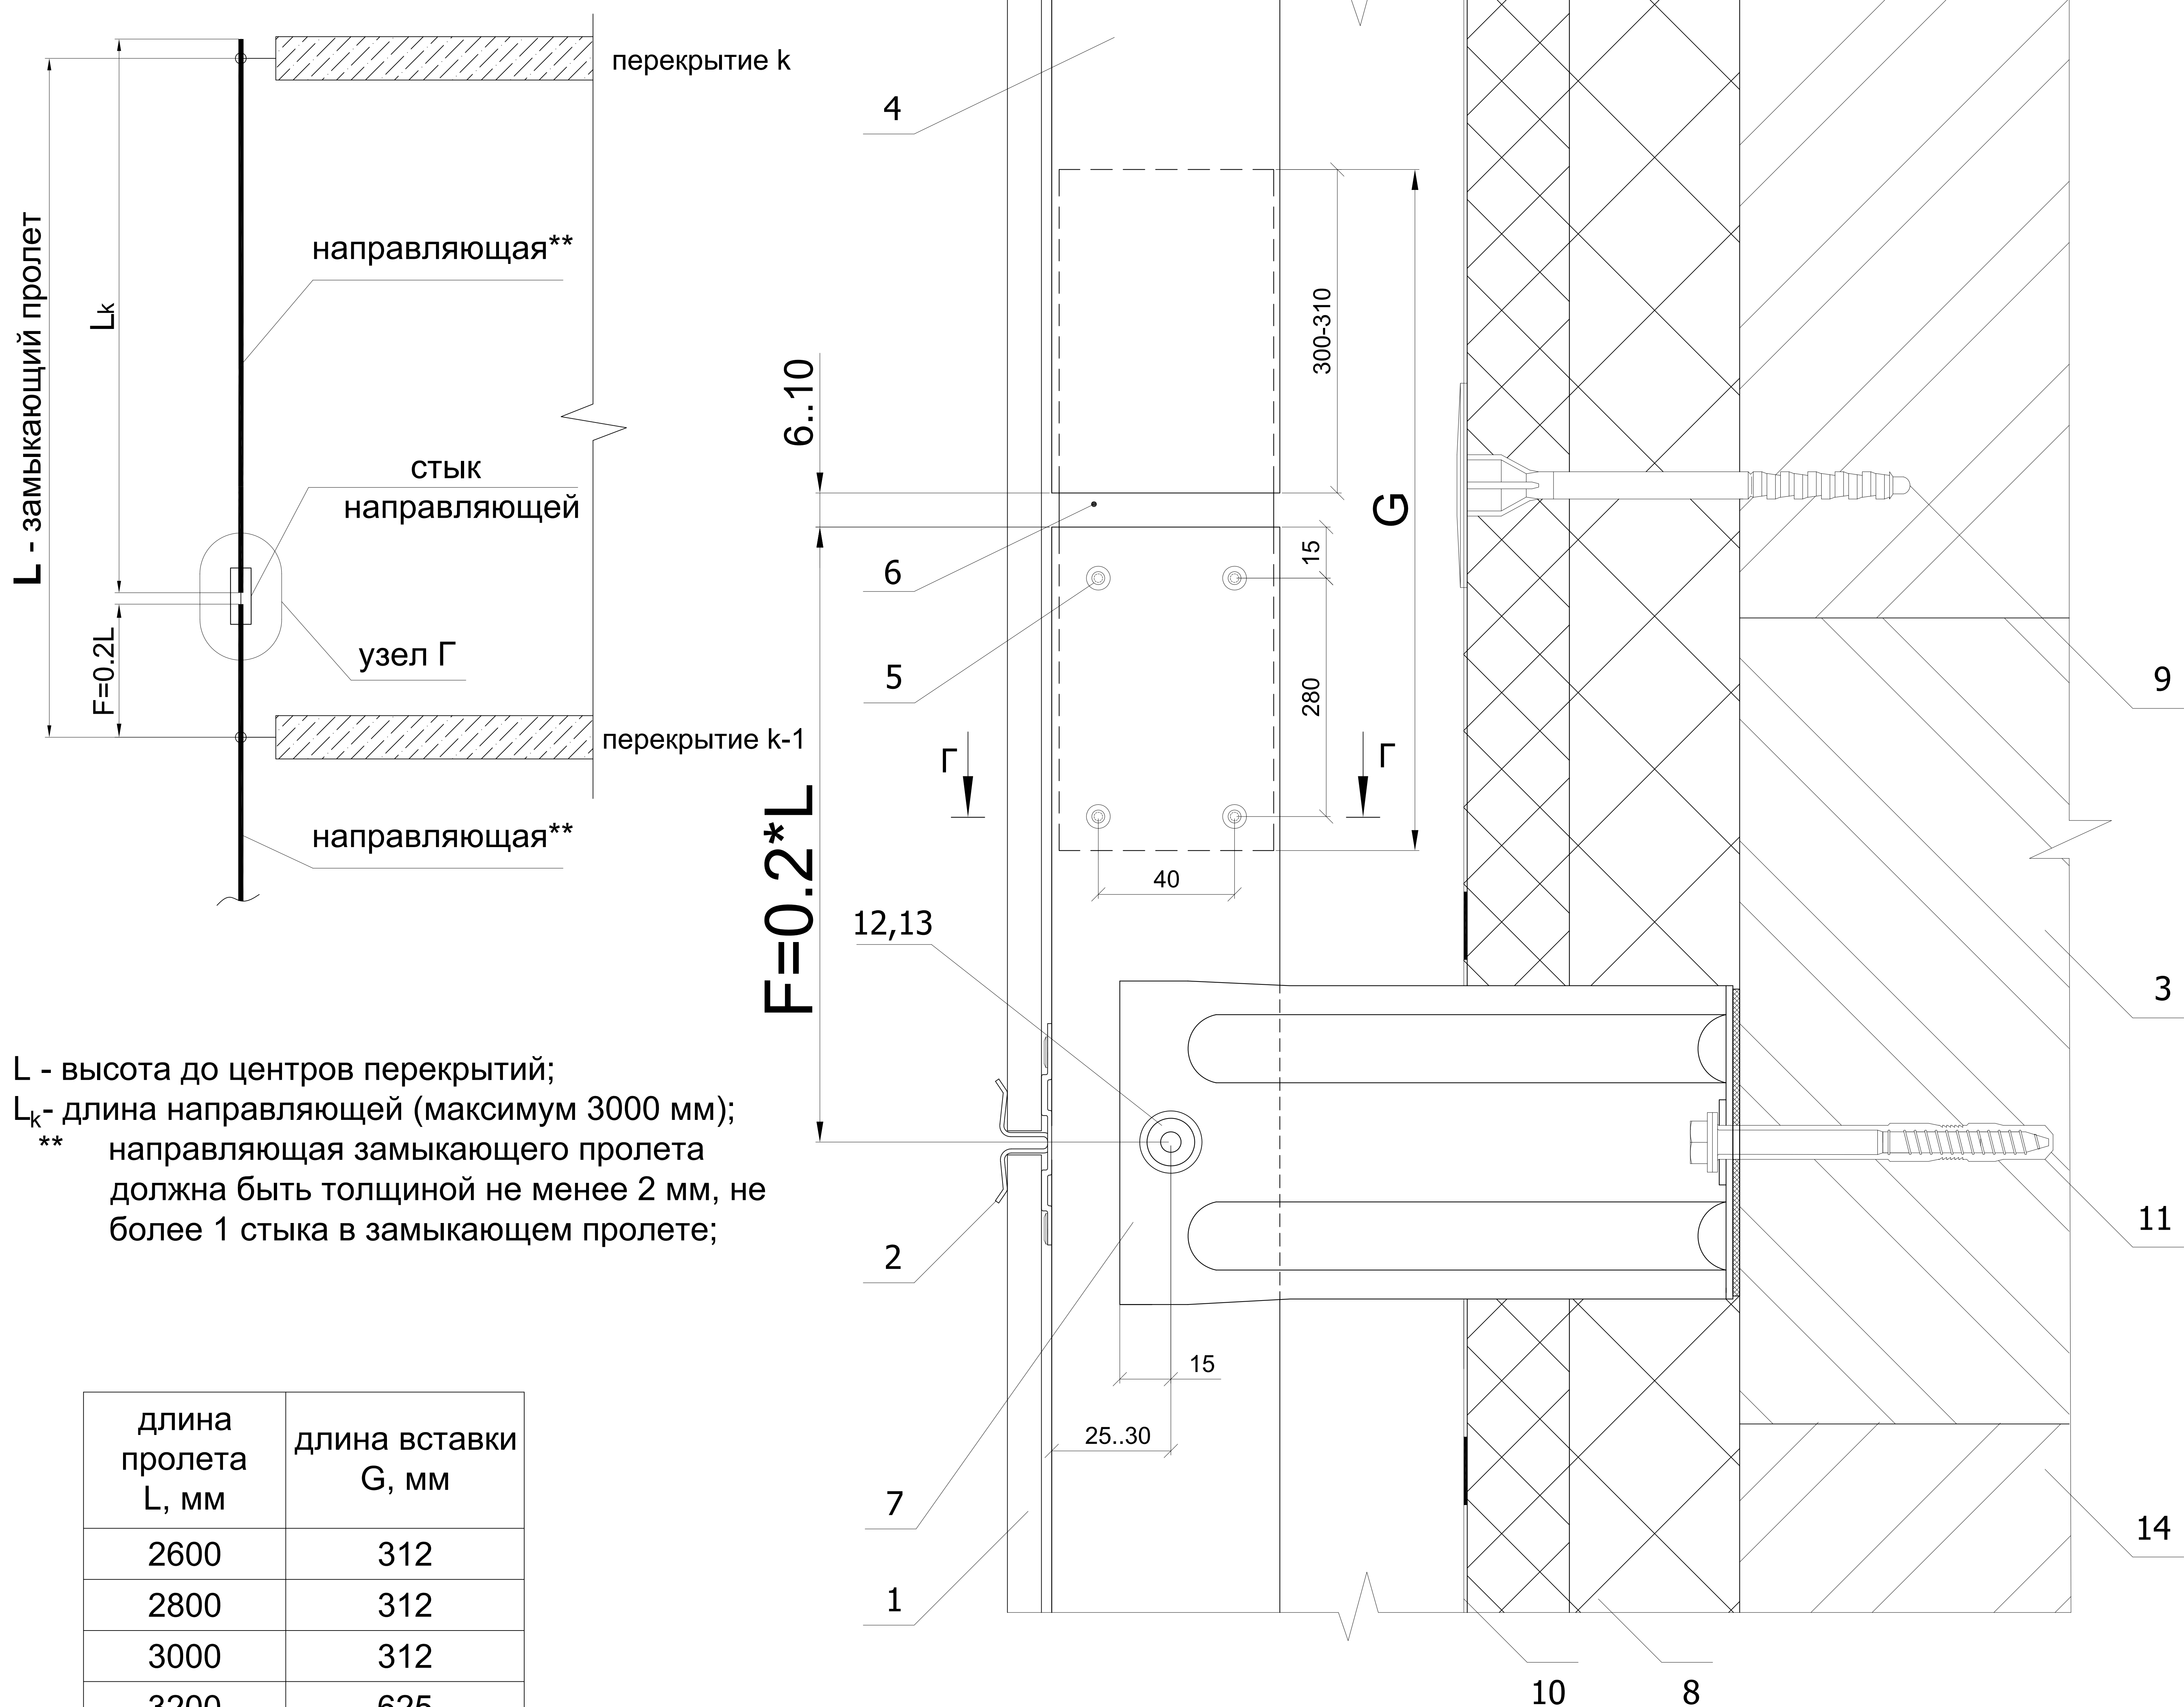 перекрытие k
L - замыкающий пролет
Lk
направляющая**
стык
направляющей
узел Г
F=0.2L
перекрытие k-1
направляющая**
L - высота до центров перекрытий;
Lk- длина направляющей (максимум 3000 мм);
** направляющая замыкающего пролета
должна быть толщиной не менее 2 мм, не
более 1 стыка в замыкающем пролете;
длина
пролета
L, мм
длина вставки
G, мм
2600 312
2800 312
3000 312
3200 625
4
300-310
6..10
G
6
15
5
280
9
Г Г
F=0.2*L
40
12,13
3
2
11
15
25..30
7
14
1
10
8